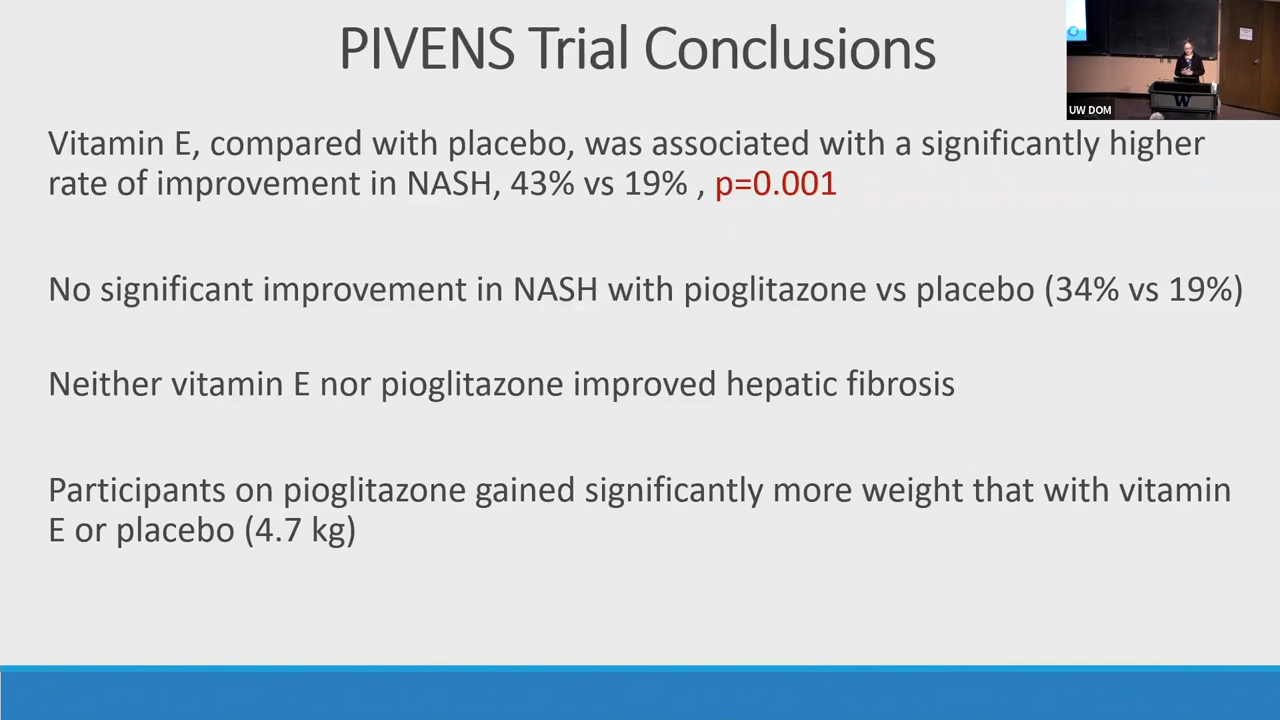 PIVENS Trial Conclusions
UW DOM
W
Vitamin E, compared with placebo, was associated with a significantly higher
rate of improvement in NASH, 43% vs 19% , p=0.001
No significant improvement in NASH with pioglitazone vs placebo (34% vs 19%)
Neither vitamin E nor pioglitazone improved hepatic fibrosis
Participants on pioglitazone gained significantly more weight that with vitamin
E or placebo (4.7 kg)